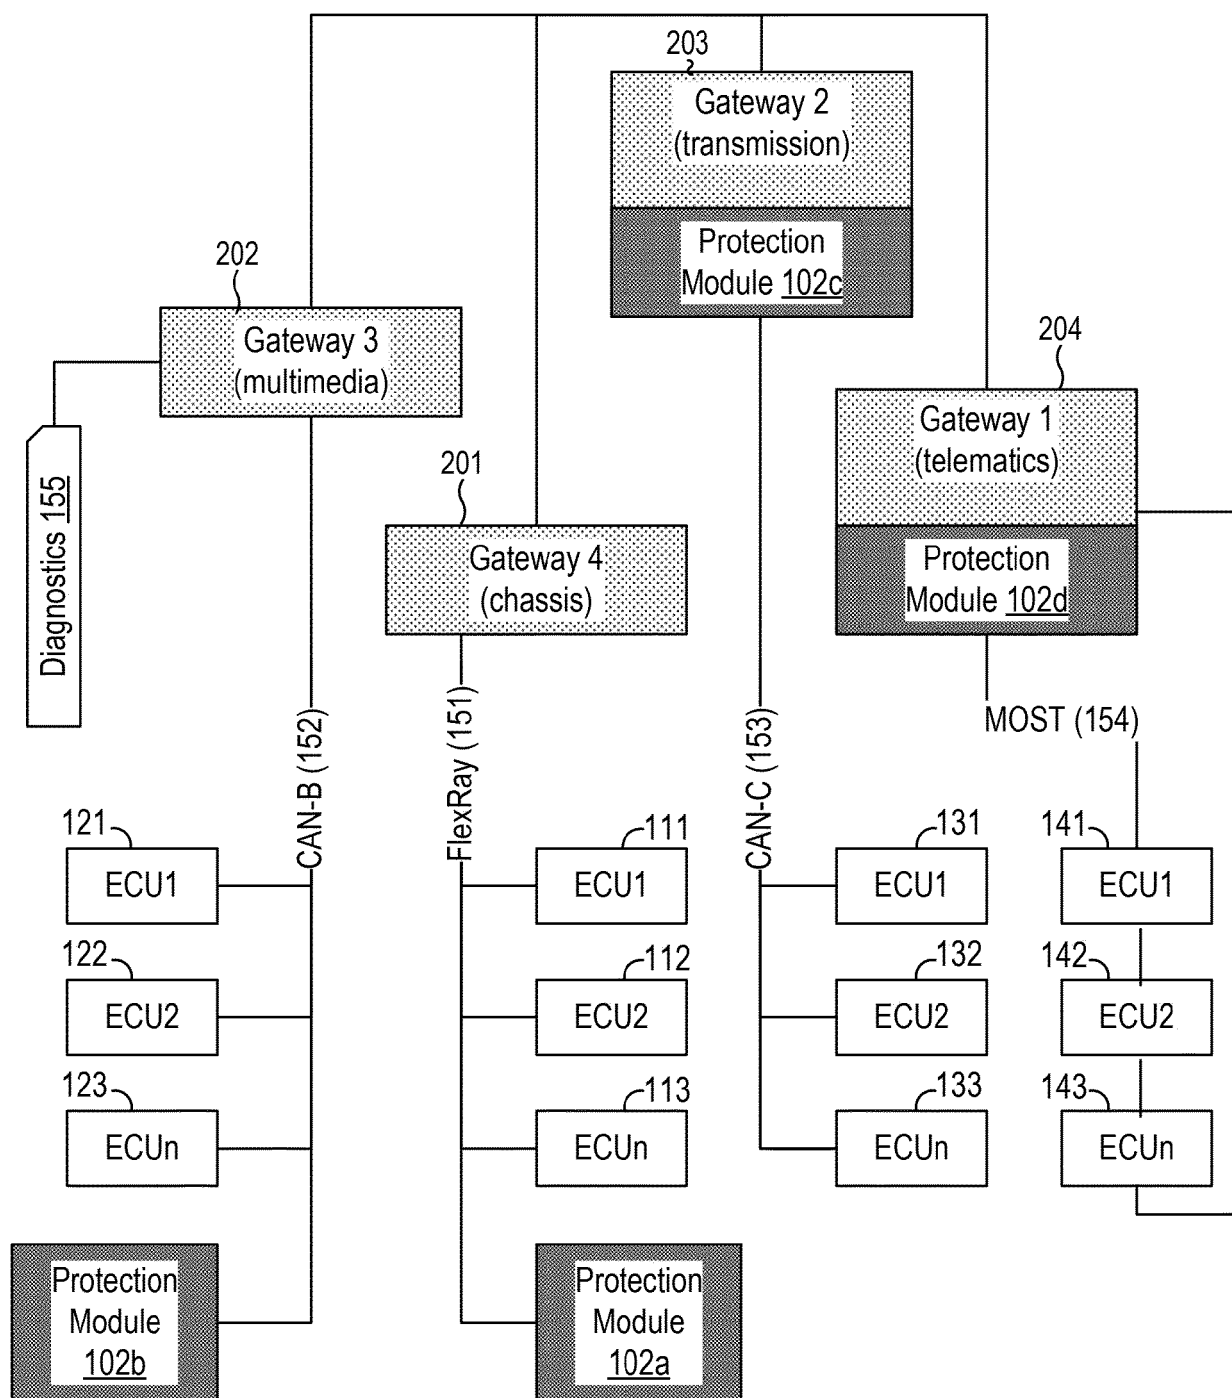 203
Gateway 2
(transmission)
Protection
Module 102c
202
Gateway 3
(multimedia)
204
Gateway 1
(telematics)
Protection
Module 102d
201
Gateway 4
(chassis)
Diagnostics 155
CAN-B (152)
FlexRay (151)
CAN-C (153)
MOST (154)
121
ECU1
122
ECU2
123
ECUn
Protection
Module
102b
111
ECU1
112
ECU2
113
ECUn
Protection
Module
102a
131
ECU1
132
ECU2
133
ECUn
141
ECU1
142
ECU2
143
ECUn